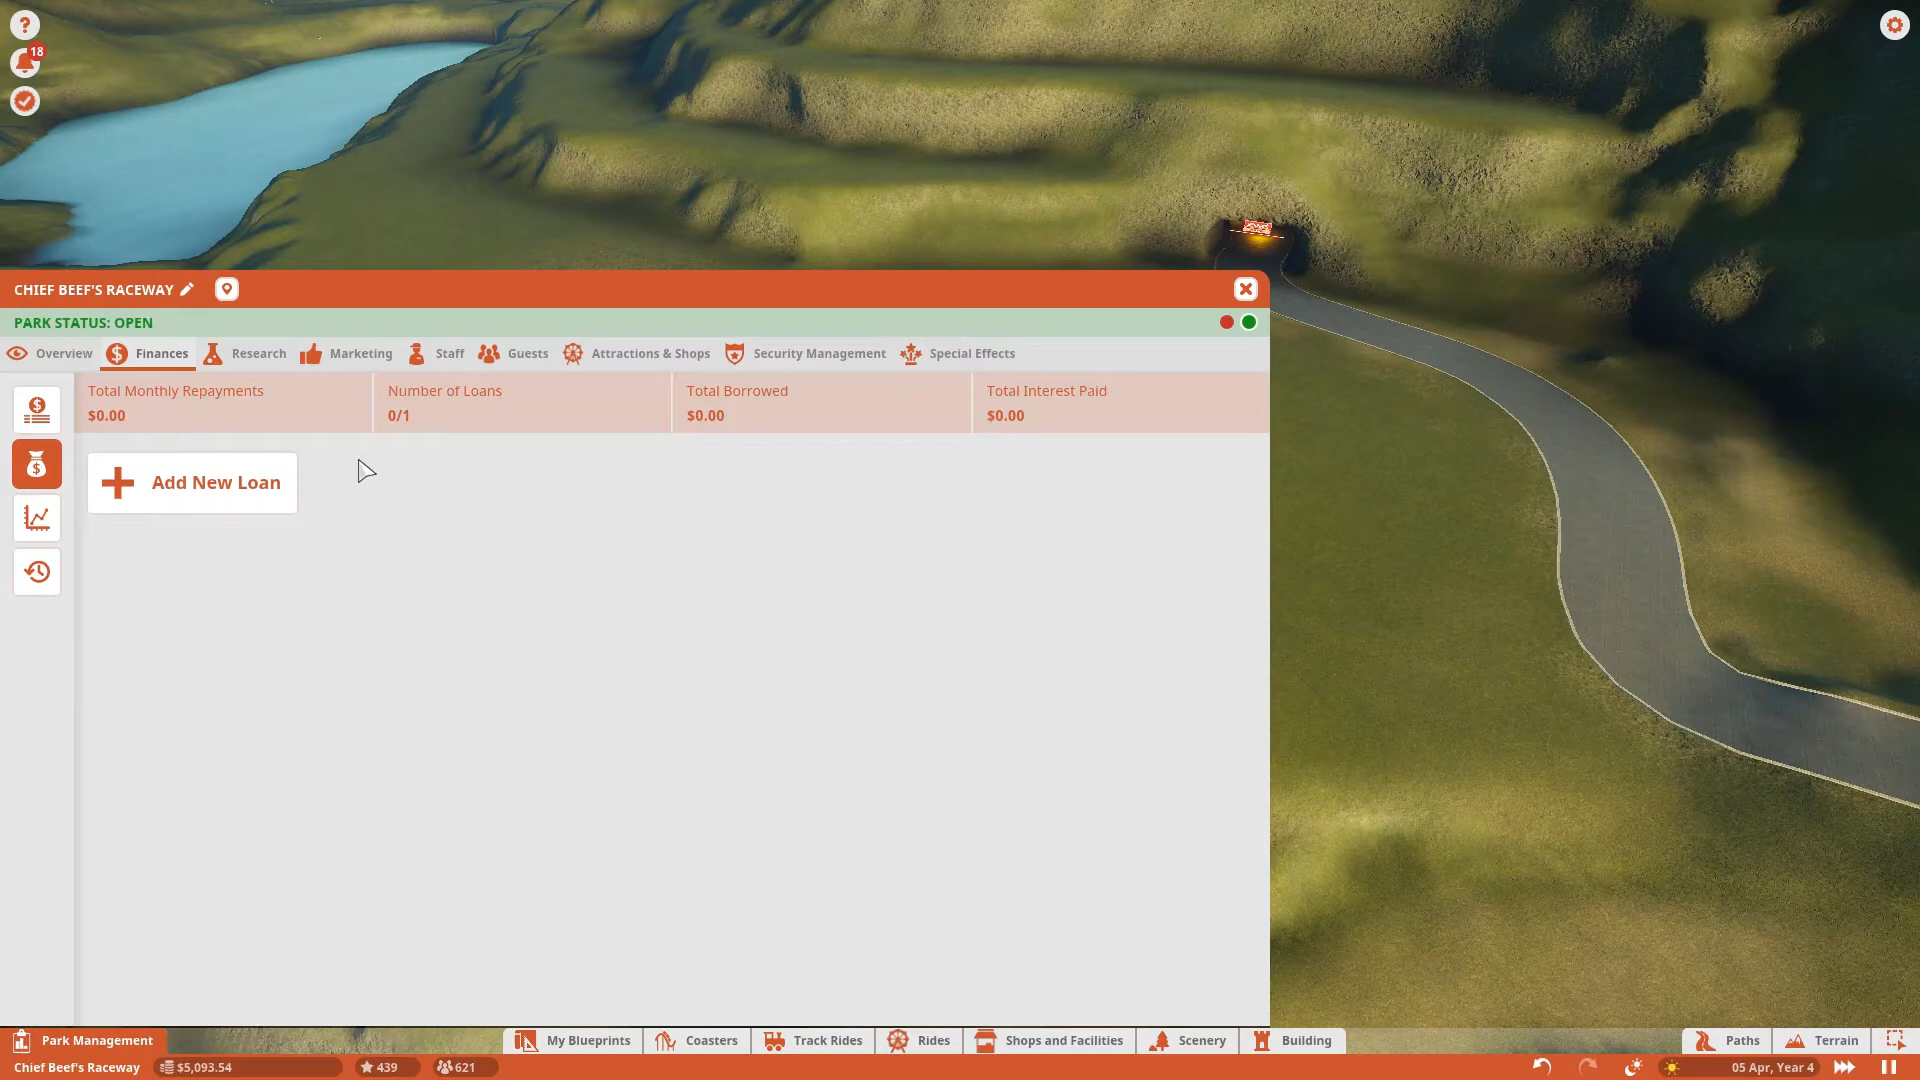 ?
18
CHIEF BEEF'S RACEWAY
PARK STATUS: OPEN
Overview
Finances
Research
Marketing
Staff
Guests
Attractions & Shops
Security Management
Special Effects
Total Monthly Repayments
$0.00
Number of Loans
0/1
Total Borrowed
$0.00
Total Interest Paid
$0.00
Add New Loan
Park Management
My Blueprints
Coasters
Track Rides
Rides
Shops and Facilities
Scenery
Building
Paths
Terrain
Chief Beef's Raceway
$5,093.54
439
621
05 Apr, Year 4